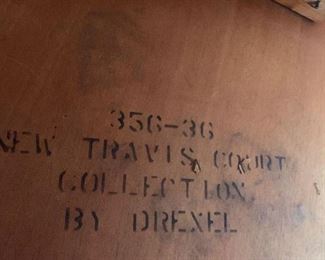 356-36
NEW TRAVIS COURT
COLLECTION
BY DREXEL